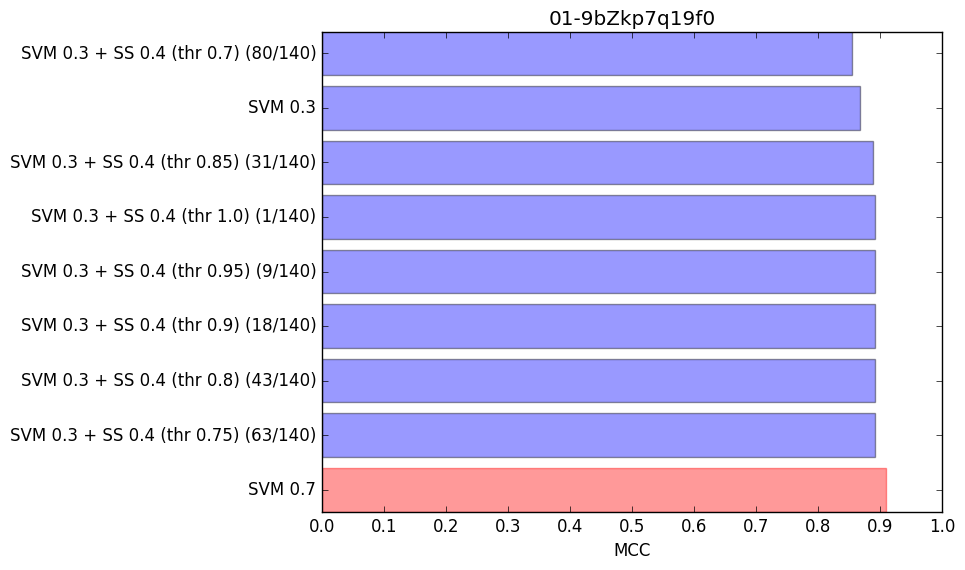 01-9bZkp7q19f0
SVM 0.3 + SS 0.4 (thr 0.7) (80/140)
SVM 0.3
SVM 0.3 + SS 0.4 (thr 0.85) (31/140)
SVM 0.3 + SS 0.4 (thr 1.0) (1/140)
SVM 0.3 + SS 0.4 (thr 0.95) (9/140)
SVM 0.3 + SS 0.4 (thr 0.9) (18/140)
SVM 0.3 + SS 0.4 (thr 0.8) (43/140)
SVM 0.3 + SS 0.4 (thr 0.75) (63/140)
SVM 0.7
0.0 0.1 0.2 0.3 0.4 0.5 0.6 0.7 0.8 0.9 1.0
MCC